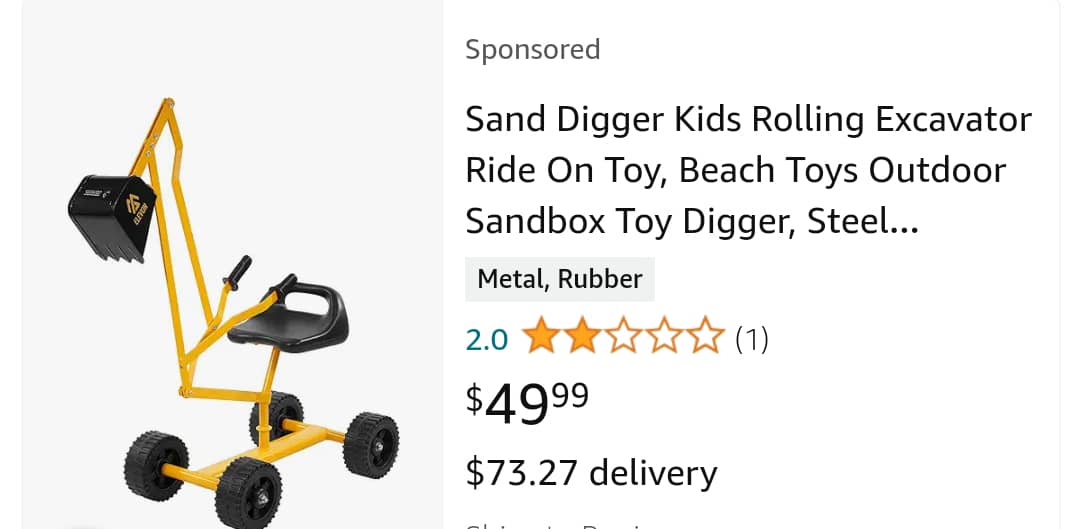 Sponsored
Sand Digger Kids Rolling Excavator
Ride On Toy, Beach Toys Outdoor
Sandbox Toy Digger, Steel...
Metal, Rubber
2.0 (1)
$49⁹⁹
$73.27 delivery